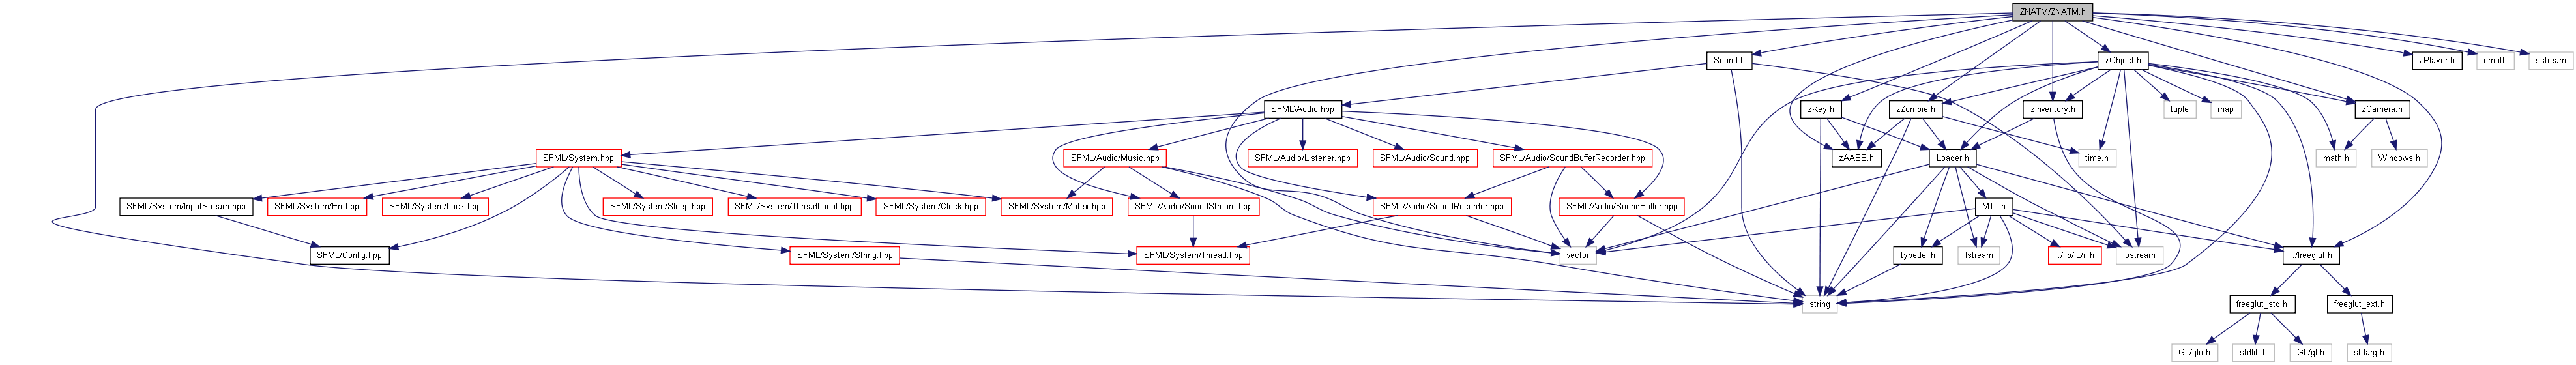 ZNATM/ZNATM.h
Sound.h
zObject.h
zPlayer.h
cmath
sstream
SFML\Audio.hpp
zKey.h
zZombie.h
zInventory.h
tuple
map
zCamera.h
SFML/System.hpp
SFML/Audio/Music.hpp
SFML/Audio/Listener.hpp
SFML/Audio/Sound.hpp
SFML/Audio/SoundBufferRecorder.hpp
zAABB.h
Loader.h
time.h
math.h
Windows.h
SFML/System/InputStream.hpp
SFML/System/Err.hpp
SFML/System/Lock.hpp
SFML/System/Sleep.hpp
SFML/System/ThreadLocal.hpp
SFML/System/Clock.hpp
SFML/System/Mutex.hpp
SFML/Audio/SoundStream.hpp
SFML/Audio/SoundRecorder.hpp
SFML/Audio/SoundBuffer.hpp
MTL.h
SFML/Config.hpp
SFML/System/String.hpp
SFML/System/Thread.hpp
vector
typedef.h
fstream
../lib/IL/il.h
iostream
../freeglut.h
string
freeglut_std.h
freeglut_ext.h
GL/glu.h
stdlib.h
GL/gl.h
stdarg.h